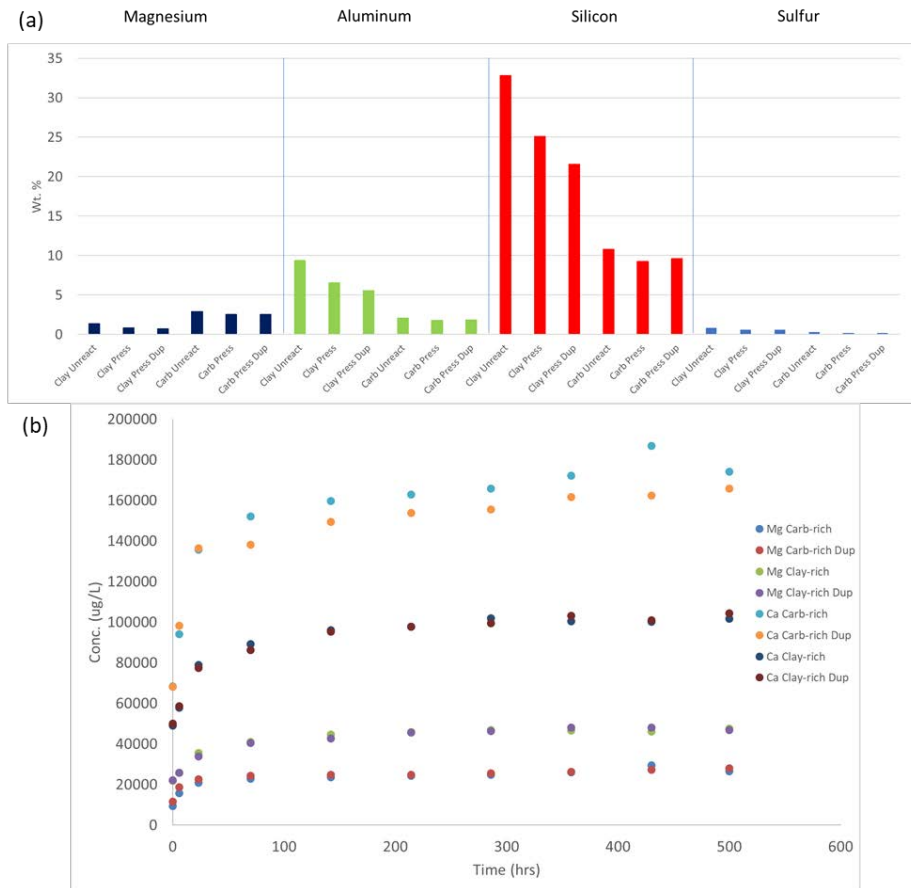 (a)
Magnesium Aluminum Silicon Sulfur
35
30
25
20
15
10
5
0
Wt. %
Clay Unreact Clay Press Clay Press Dup Carb Unreact Carb Press Carb Press Dup Clay Unreact Clay Press Clay Press Dup Carb Unreact Carb Press Carb Press Dup Clay Unreact Clay Press Clay Press Dup Carb Unreact Carb Press Carb Press Dup Clay Unreact Clay Press Clay Press Dup Carb Unreact Carb Press Carb Press Dup
(b)
200000
180000
160000
140000
120000
100000
80000
60000
40000
20000
0
Conc. (ug/L)
0 100 200 300 400 500 600
Time (hrs)
Mg Carb-rich
Mg Carb-rich Dup
Mg Clay-rich
Mg Clay-rich Dup
Ca Carb-rich
Ca Carb-rich Dup
Ca Clay-rich
Ca Clay-rich Dup